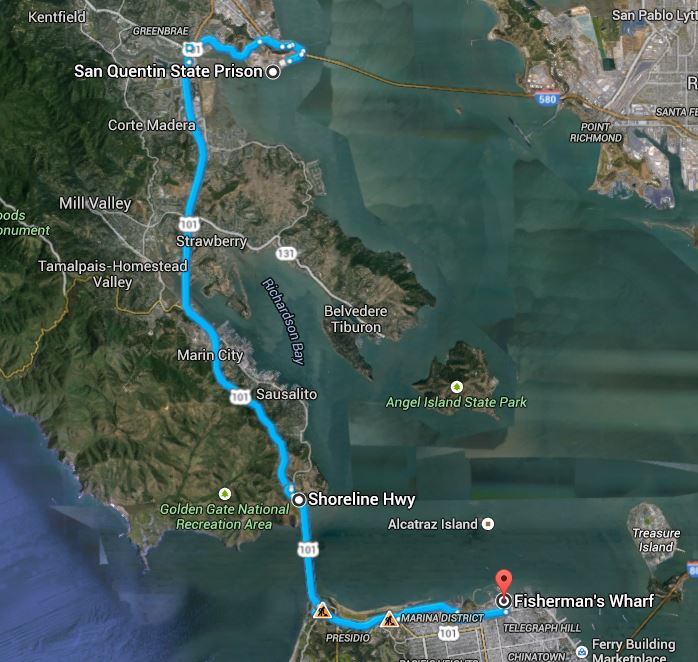 Kentfield
GREENBRAE
San Pablo Lytt
101
San Quentin State Prison
R
580
SANTA FE
POINT
RICHMOND
Corte Madera
Mill Valley
oods
onument
101
Strawberry
131
Tamalpais-Homestead
Valley
Richardson Bay
Belvedere
Tiburon
Marin City
101
Sausalito
Angel Island State Park
Golden Gate National
Recreation Area
Shoreline Hwy
Alcatraz Island
Treasure
Island
101
80
Fisherman's Wharf
MARINA DISTRICT
101
PRESIDIO
TELEGRAPH HILL
Ferry Building
Marketplace
CHINATOWN
PACIFIC HEIGHTS